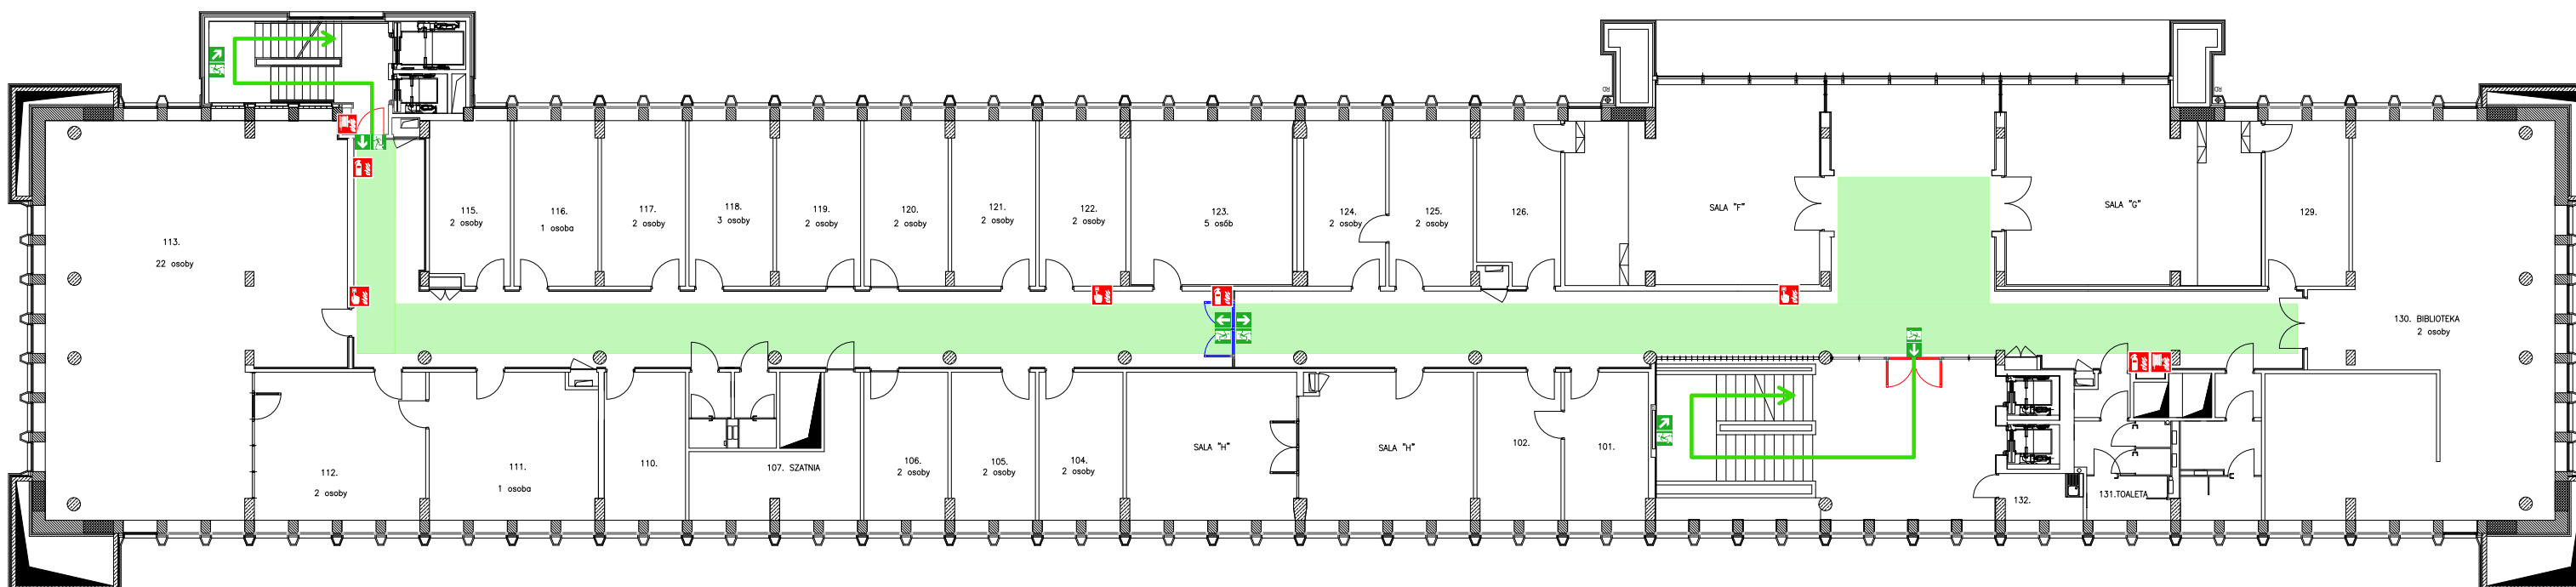 RD
RD
115.
2 osoby
116.
1 osoba
117.
2 osoby
118.
3 osoby
119.
2 osoby
120.
2 osoby
121.
2 osoby
122.
2 osoby
123.
5 osób
124.
2 osoby
125.
2 osoby
126.
SALA "F"
SALA "G"
129.
113.
22 osoby
130. BIBLIOTEKA
2 osoby
112.
2 osoby
111.
1 osoba
110.
107. SZATNIA
106.
2 osoby
105.
2 osoby
104.
2 osoby
SALA "H"
SALA "H"
102.
101.
132.
131.TOALETA